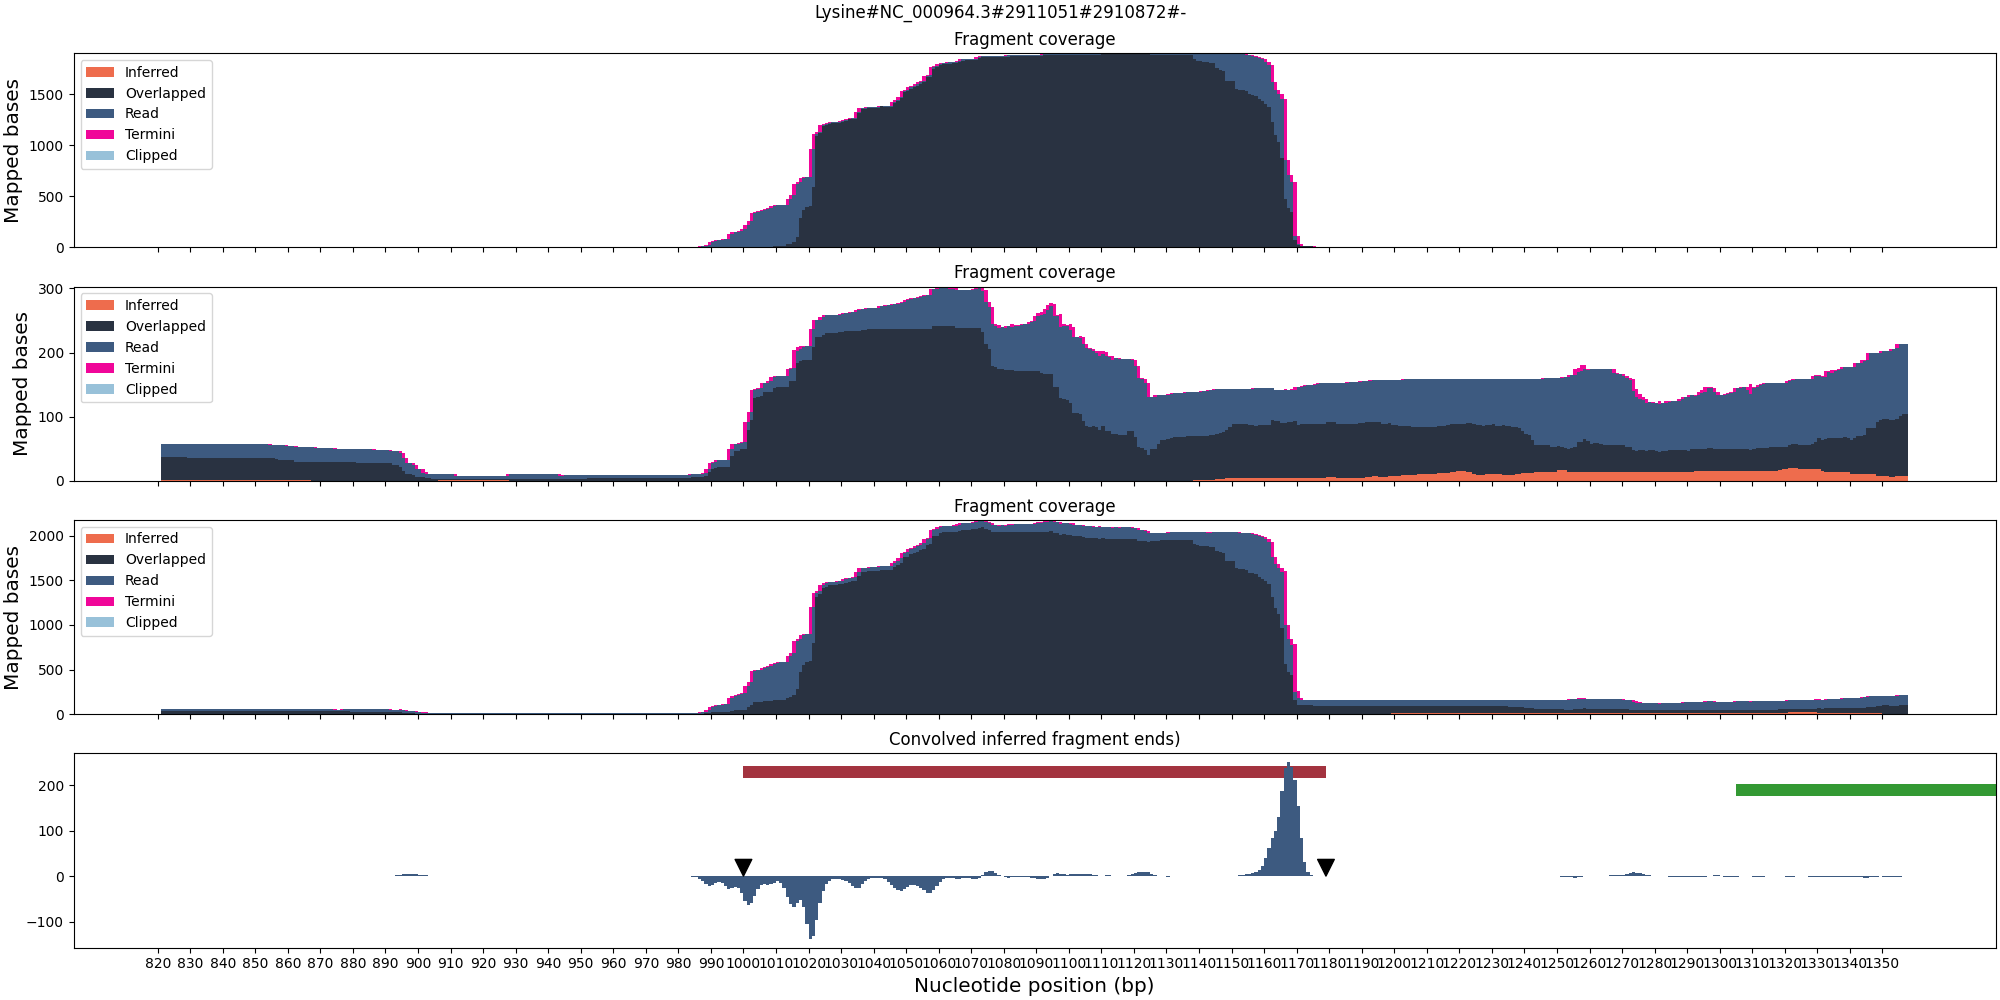 Lysine#NC_000964.3#2911051#2910872#-
Fragment coverage
Mapped bases
1500
1000
500
0
Inferred
Overlapped
Read
Termini
Clipped
Fragment coverage
Mapped bases
300
200
100
0
Inferred
Overlapped
Read
Termini
Clipped
Fragment coverage
Mapped bases
2000
1500
1000
500
0
Inferred
Overlapped
Read
Termini
Clipped
Convolved inferred fragment ends)
200
100
0
−100
820 830 840 850 860 870 880 890 900 910 920 930 940 950 960 970 980 990 1000 1010 1020 1030 1040 1050 1060 1070 1080 1090 1100 1110 1120 1130 1140 1150 1160 1170 1180 1190 1200 1210 1220 1230 1240 1250 1260 1270 1280 1290 1300 1310 1320 1330 1340 1350
Nucleotide position (bp)